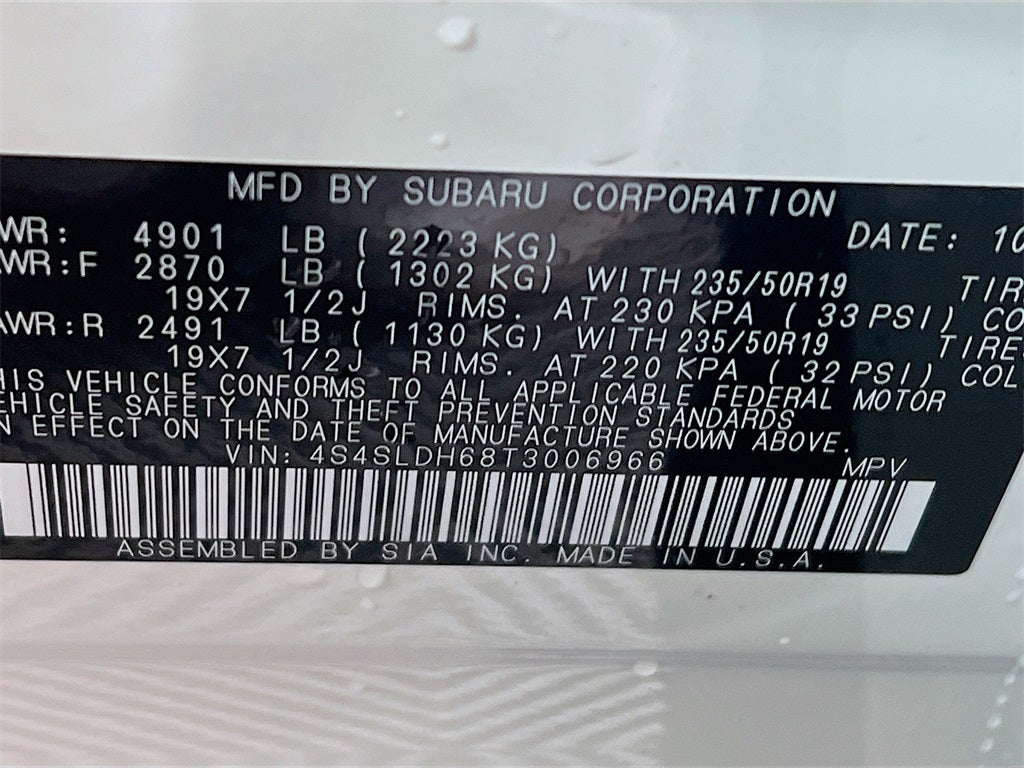 MFD BY SUBARU CORPORATION
WR: 4901 LB ( 2223 KG) DATE: 10
WR:F 2870 LB ( 1302 KG) WITH 235/50R19 TIR
19X7 1/2J RIMS. AT 230 KPA ( 33 PSI) CO
AWR:R 2491 LB ( 1130 KG) WITH 235/50R19 TIRE
19X7 1/2J RIMS. AT 220 KPA ( 32 PSI) COL
HIS VEHICLE CONFORMS TO ALL APPLICABLE FEDERAL MOTOR
EHICLE SAFETY AND THEFT PREVENTION STANDARDS
N EFFECT ON THE DATE OF MANUFACTURE SHOWN ABOVE.
VIN: 4S4SLDH68T3006966 MPV
ASSEMBLED BY SIA INC. MADE IN U.S.A.